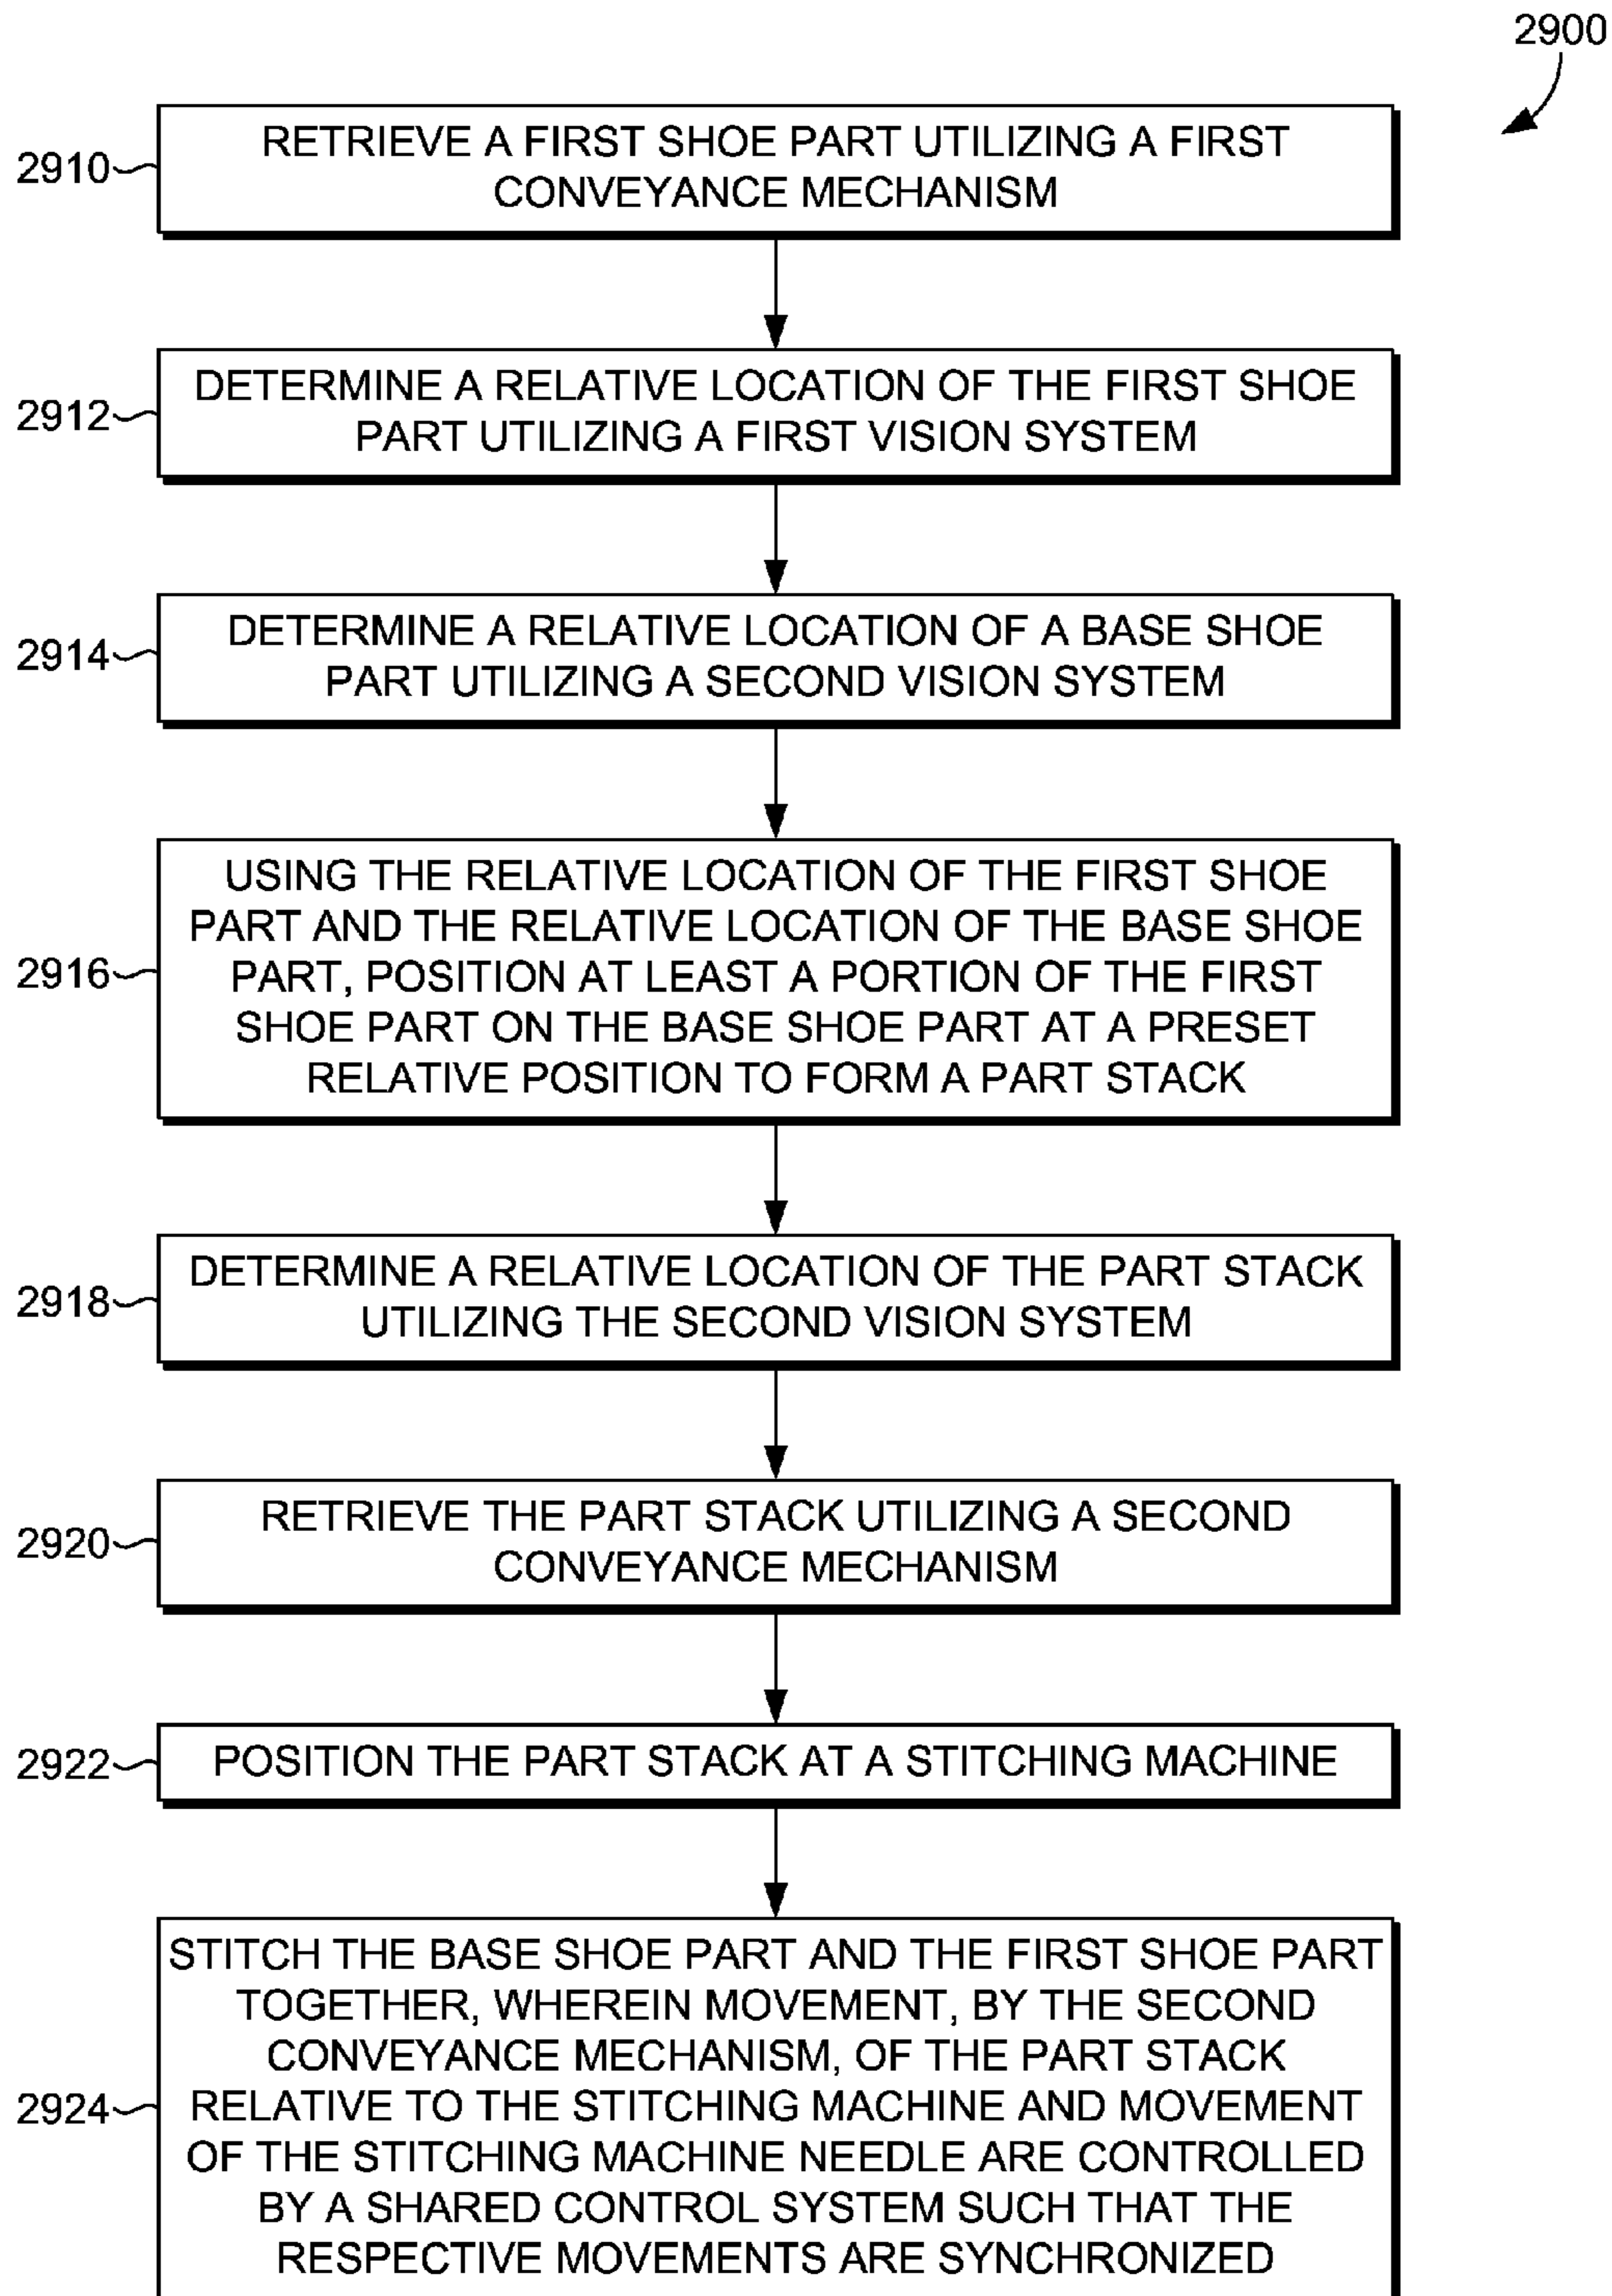 2900
2910
RETRIEVE A FIRST SHOE PART UTILIZING A FIRST
CONVEYANCE MECHANISM
2912
DETERMINE A RELATIVE LOCATION OF THE FIRST SHOE
PART UTILIZING A FIRST VISION SYSTEM
2914
DETERMINE A RELATIVE LOCATION OF A BASE SHOE
PART UTILIZING A SECOND VISION SYSTEM
2916
USING THE RELATIVE LOCATION OF THE FIRST SHOE
PART AND THE RELATIVE LOCATION OF THE BASE SHOE
PART, POSITION AT LEAST A PORTION OF THE FIRST
SHOE PART ON THE BASE SHOE PART AT A PRESET
RELATIVE POSITION TO FORM A PART STACK
2918
DETERMINE A RELATIVE LOCATION OF THE PART STACK
UTILIZING THE SECOND VISION SYSTEM
2920
RETRIEVE THE PART STACK UTILIZING A SECOND
CONVEYANCE MECHANISM
2922
POSITION THE PART STACK AT A STITCHING MACHINE
2924
STITCH THE BASE SHOE PART AND THE FIRST SHOE PART
TOGETHER, WHEREIN MOVEMENT, BY THE SECOND
CONVEYANCE MECHANISM, OF THE PART STACK
RELATIVE TO THE STITCHING MACHINE AND MOVEMENT
OF THE STITCHING MACHINE NEEDLE ARE CONTROLLED
BY A SHARED CONTROL SYSTEM SUCH THAT THE
RESPECTIVE MOVEMENTS ARE SYNCHRONIZED